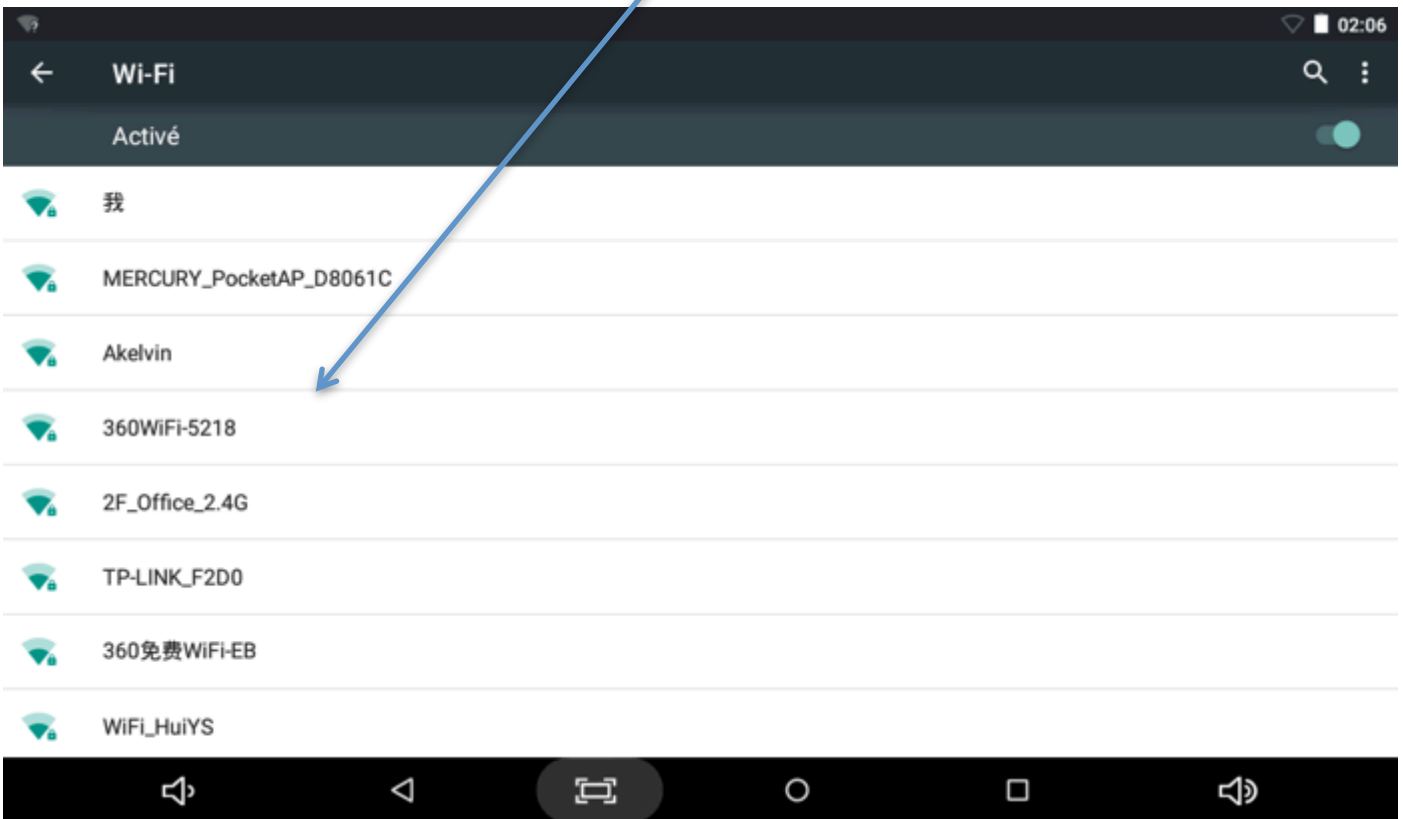 02:06
Wi-Fi
Activé
我
MERCURY_PocketAP_D8061C
Akelvin
360WiFi-5218
2F_Office_2.4G
TP-LINK_F2D0
360免费WiFi-EB
WiFi_HuiYS